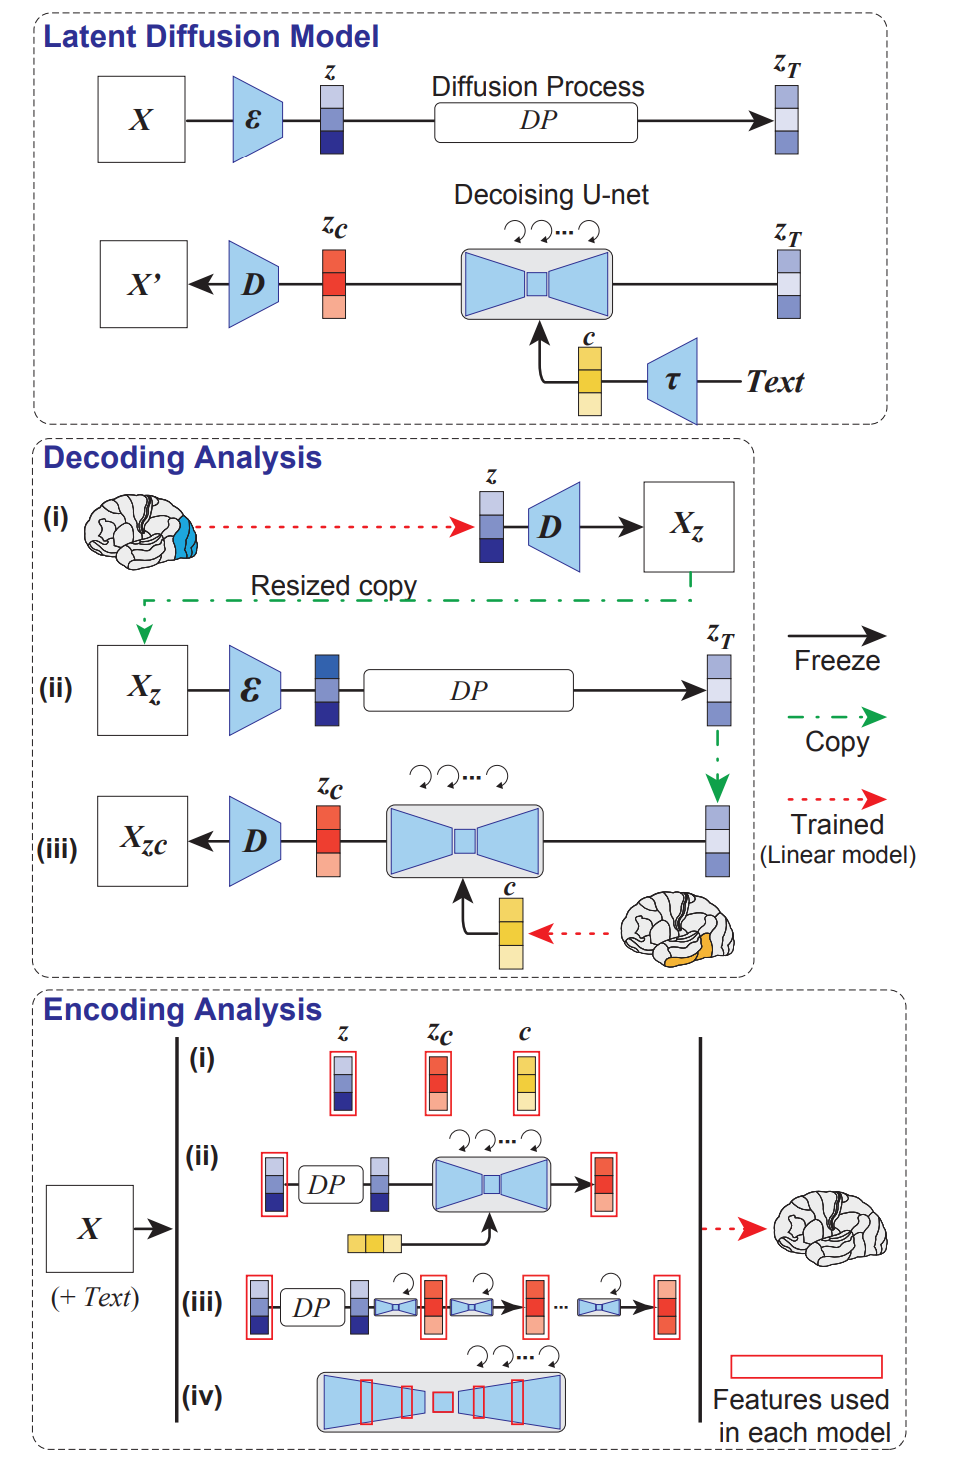 Latent Diffusion Model
z
Diffusion Process
z_T
X
ε
DP
Decoising U-net
z_c
...
z_T
X’
D
c
τ
Text
Decoding Analysis
(i)
z
D
X_z
Resized copy
(ii)
X_z
ε
DP
z_T
Freeze
Copy
Trained
(Linear model)
(iii)
X_zc
D
z_c
...
c
Encoding Analysis
(i)
z
z_c
c
(ii)
DP
...
X
(+ Text)
(iii)
DP
...
(iv)
...
Features used
in each model